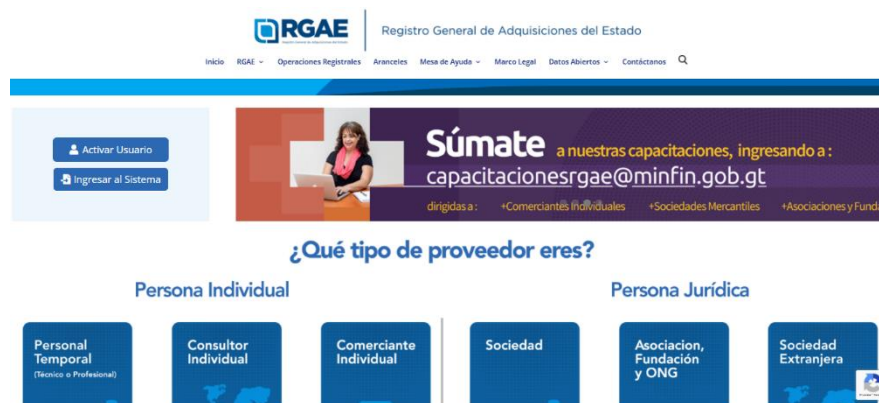 RGAE
Registro General de Adquisiciones del Estado
Inicio RGAE Operaciones Registrales Aranceles Mesa de Ayuda Marco Legal Datos Abiertos Contáctanos
Activar Usuario
Ingresar al Sistema
Súmate a nuestras capacitaciones, ingresando a :
capacitacionesrgae@minfin.gob.gt
dirigidas a : +Comerciantes Individuales +Sociedades Mercantiles +Asociaciones y Funda
¿Qué tipo de proveedor eres?
Persona Individual
Persona Jurídica
Personal
Temporal
(Técnico o Profesional)
Consultor
Individual
Comerciante
Individual
Sociedad
Asociacion,
Fundación
y ONG
Sociedad
Extranjera